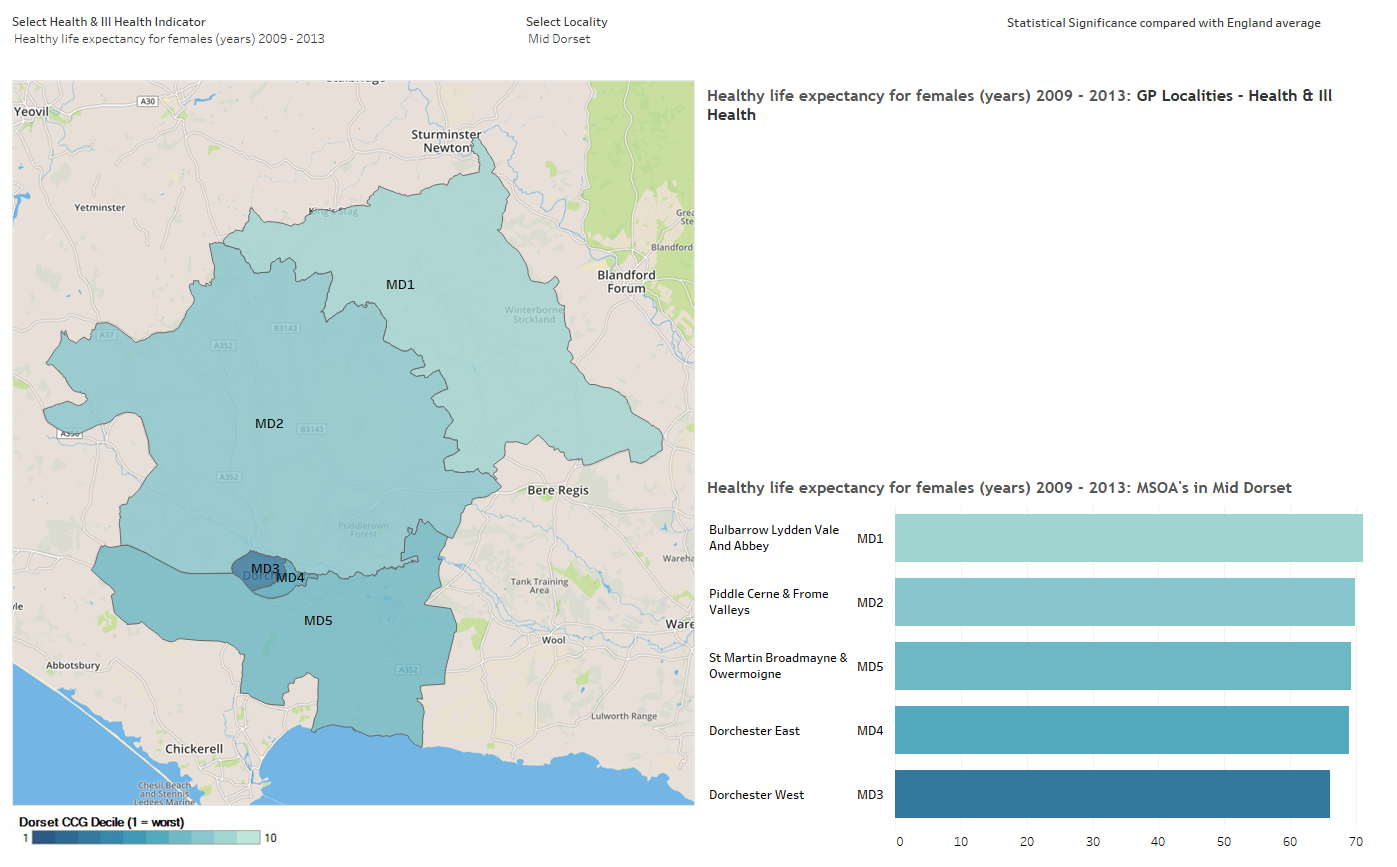 Select Health & Ill Health Indicator
Healthy life expectancy for females (years) 2009 - 2013
Select Locality
Mid Dorset
Statistical Significance compared with England average
Yeovil
A30
Sturminster
Newton
Yetminster
King's Stag
Blandford
Blandford
Forum
MD1
Winterborne
Stickland
A37
B3143
A352
MD2
B3143
A356
A352
Bere Regis
Puddletown
Forest
MD3
MD4
Tank Training
Area
MD5
Wool
Abbotsbury
A352
Lulworth Range
Chickerell
Chesil Beach
and Stennis
Ledges Marine
Dorset CCG Decile (1 = worst)
1
10
Healthy life expectancy for females (years) 2009 - 2013: GP Localities - Health & Ill
Health
Healthy life expectancy for females (years) 2009 - 2013: MSOA's in Mid Dorset
Bulbarrow Lydden Vale
And Abbey
MD1
Piddle Cerne & Frome
Valleys
MD2
St Martin Broadmayne &
Owermoigne
MD5
Dorchester East
MD4
Dorchester West
MD3
0 10 20 30 40 50 60 70